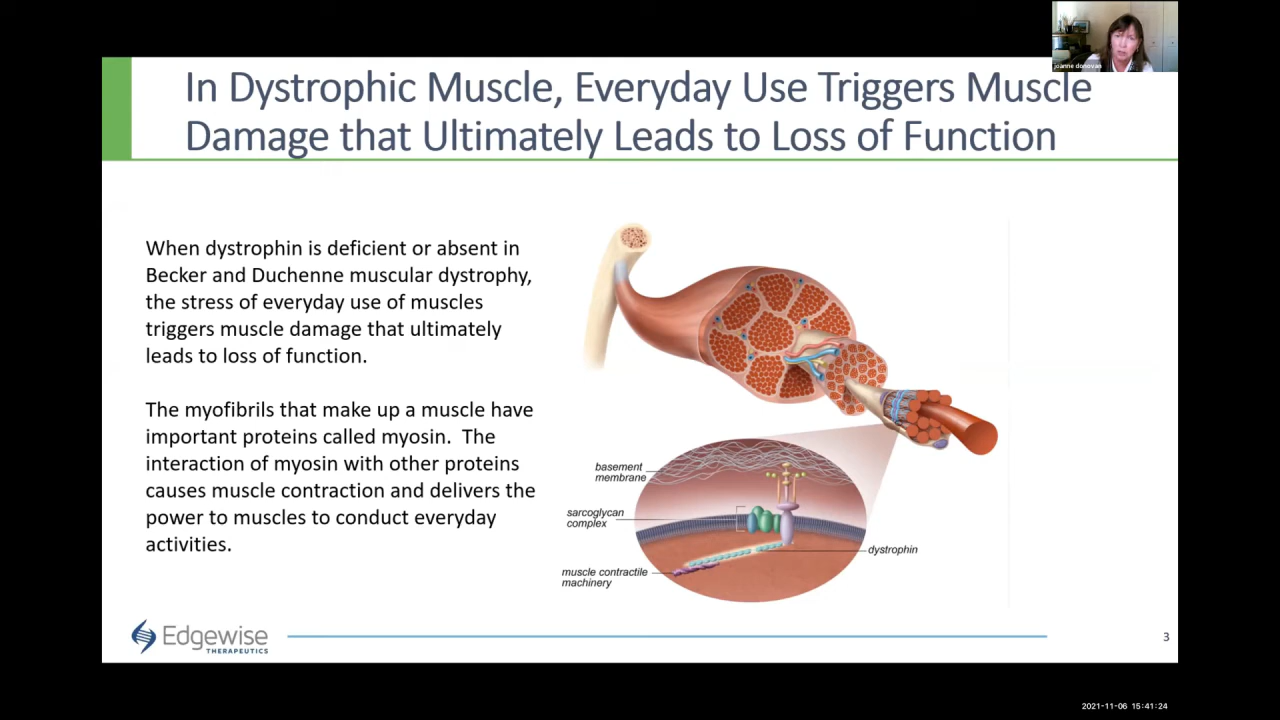 joanne donovan
In Dystrophic Muscle, Everyday Use Triggers Muscle
Damage that Ultimately Leads to Loss of Function
When dystrophin is deficient or absent in
Becker and Duchenne muscular dystrophy,
the stress of everyday use of muscles
triggers muscle damage that ultimately
leads to loss of function.
The myofibrils that make up a muscle have
important proteins called myosin.  The
interaction of myosin with other proteins
causes muscle contraction and delivers the
power to muscles to conduct everyday
activities.
basement
membrane
sarcoglycan
complex
dystrophin
muscle contractile
machinery
Edgewise
THERAPEUTICS
3
2021-11-06 15:41:24